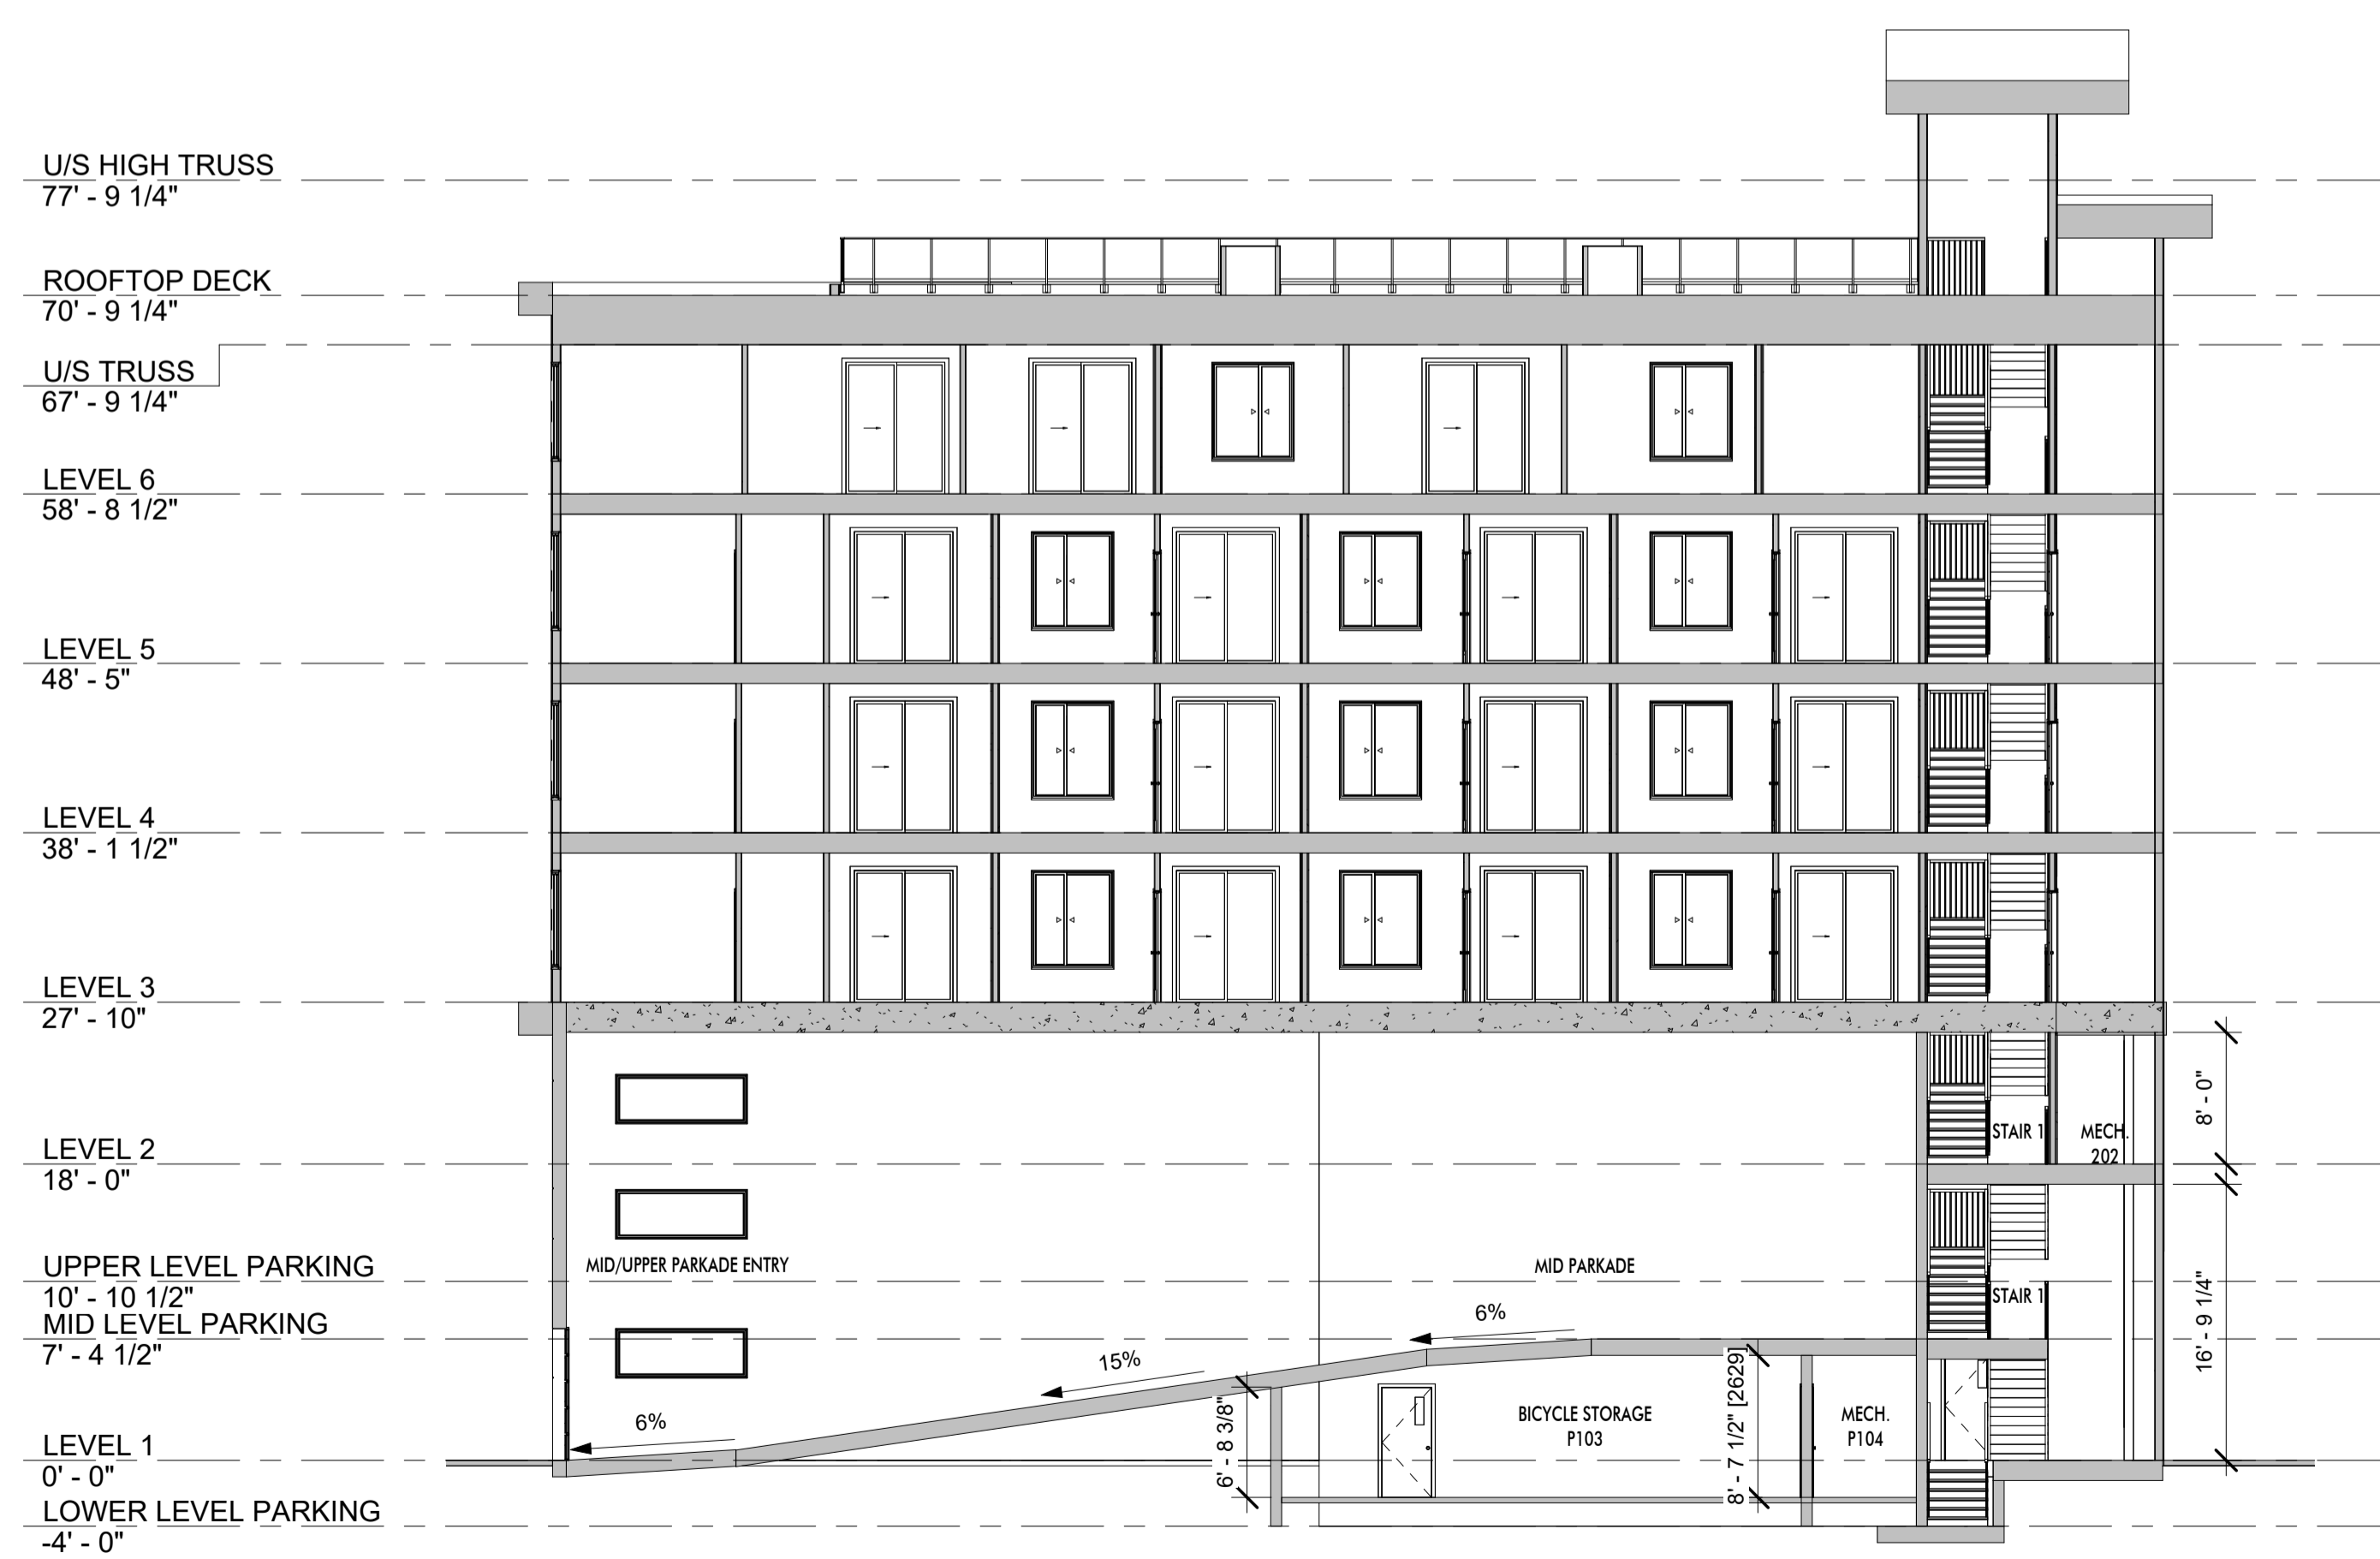 U/S HIGH TRUSS
77' - 9 1/4"
ROOFTOP DECK
70' - 9 1/4"
U/S TRUSS
67' - 9 1/4"
LEVEL 6
58' - 8 1/2"
LEVEL 5
48' - 5"
LEVEL 4
38' - 1 1/2"
LEVEL 3
27' - 10"
8' - 0"
LEVEL 2
18' - 0"
STAIR 1
MECH.
202
UPPER LEVEL PARKING
10' - 10 1/2"
MID/UPPER PARKADE ENTRY
MID PARKADE
STAIR 1
16' - 9 1/4"
MID LEVEL PARKING
7' - 4 1/2"
6%
15%
6%
6' - 8 3/8"
BICYCLE STORAGE
P103
8' - 7 1/2" [2629]
MECH.
P104
LEVEL 1
0' - 0"
LOWER LEVEL PARKING
-4' - 0"